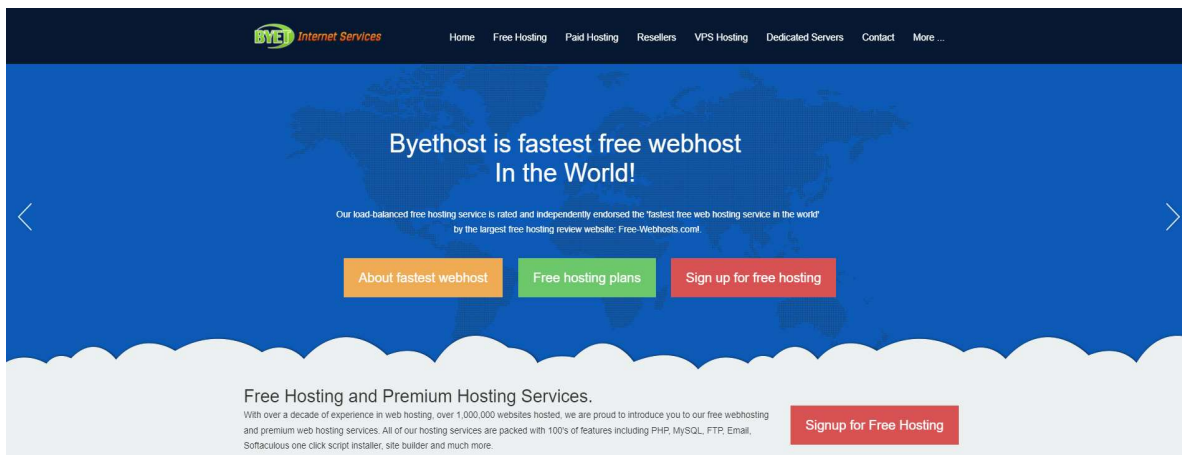 BYET Internet Services
Home Free Hosting Paid Hosting Resellers VPS Hosting Dedicated Servers Contact More ...
Byethost is fastest free webhost
In the World!
Our load-balanced free hosting service is rated and independently endorsed the 'fastest free web hosting service in the world'
by the largest free hosting review website: Free-Webhosts.com!.
About fastest webhost Free hosting plans Sign up for free hosting
Free Hosting and Premium Hosting Services.
With over a decade of experience in web hosting, over 1,000,000 websites hosted, we are proud to introduce you to our free webhosting
and premium web hosting services. All of our hosting services are packed with 100's of features including PHP, MySQL, FTP, Email,
Softaculous one click script installer, site builder and much more.
Signup for Free Hosting